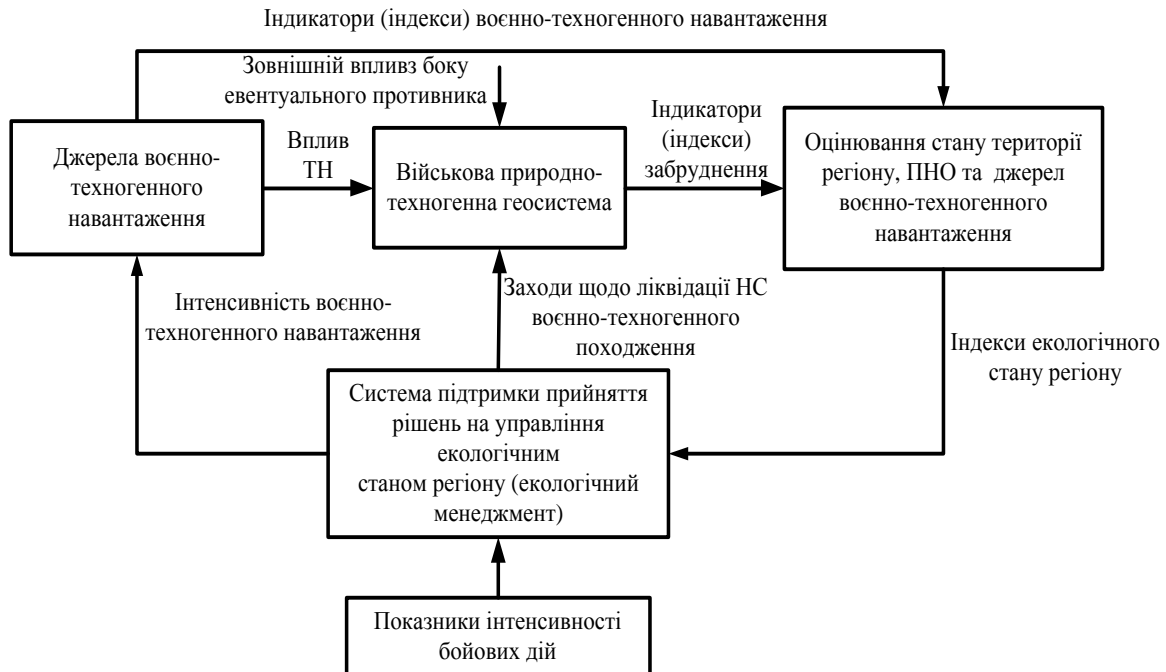 Індикатори (індекси) воєнно-техногенного навантаження
Зовнішній впливз боку
евентуального противника
Джерела воєнно-
техногенного
навантаження
Вплив
ТН
Військова природно-
техногенна геосистема
Індикатори
(індекси)
забруднення
Оцінювання стану території
регіону, ПНО та джерел
воєнно-техногенного
навантаження
Інтенсивність воєнно-
техногенного навантаження
Заходи щодо ліквідації НС
воєнно-техногенного
походження
Індекси екологічного
стану регіону
Система підтримки прийняття
рішень на управління
екологічним
станом регіону (екологічний
менеджмент)
Показники інтенсивності
бойових дій